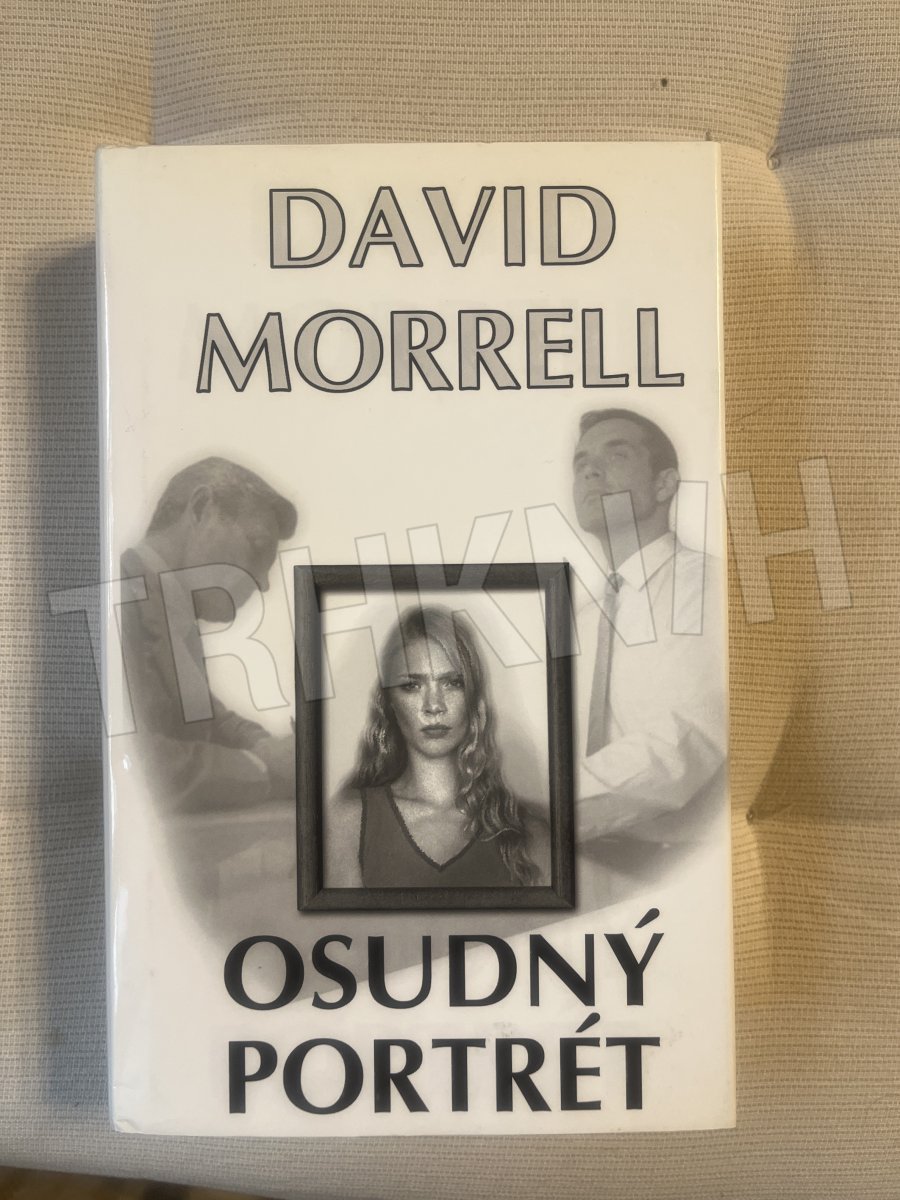 DAVID
MORRELL
TRHKNIH
OSUDNÝ
PORTRÉT